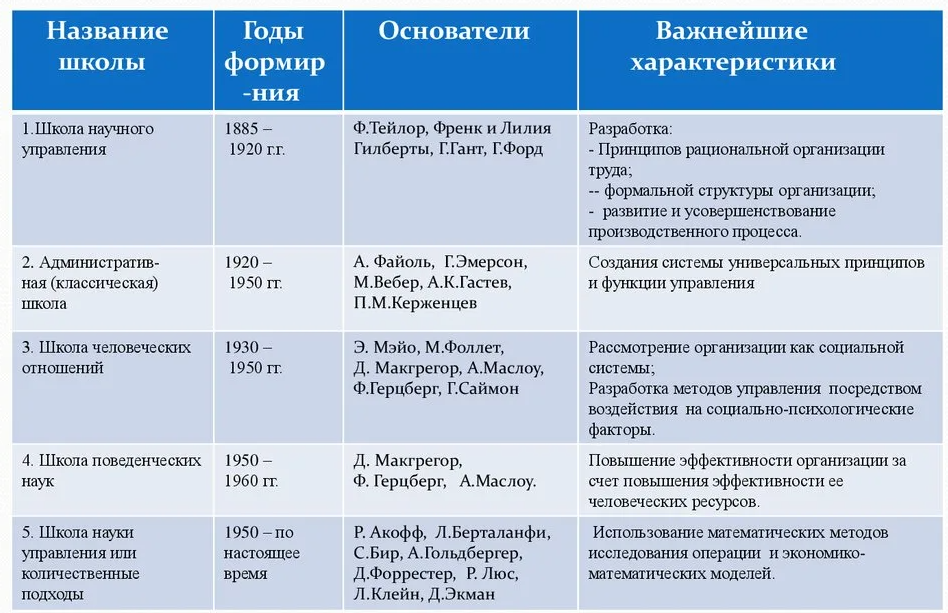 Название
школы
Годы
формир
-ния
Основатели
Важнейшие
характеристики
1.Школа научного
управления
1885 –
1920 г.г.
Ф.Тейлор, Френк и Лилия
Гилберты, Г.Гант, Г.Форд
Разработка:
- Принципов рациональной организации
труда;
-- формальной структуры организации;
- развитие и усовершенствование
производственного процесса.
2. Административ-
ная (классическая)
школа
1920 –
1950 гг.
А. Файоль, Г.Эмерсон,
М.Вебер, А.К.Гастев,
П.М.Керженцев
Создания системы универсальных принципов
и функции управления
3. Школа человеческих
отношений
1930 –
1950 гг.
Э. Мэйо, М.Фоллет,
Д. Макгрегор, А.Маслоу,
Ф.Герцберг, Г.Саймон
Рассмотрение организации как социальной
системы;
Разработка методов управления посредством
воздействия на социально-психологические
факторы.
4. Школа поведенческих
наук
1950 –
1960 гг.
Д. Макгрегор,
Ф. Герцберг, А.Маслоу.
Повышение эффективности организации за
счет повышения эффективности ее
человеческих ресурсов.
5. Школа науки
управления или
количественные
подходы
1950 – по
настоящее
время
Р. Акофф, Л.Берталанфи,
С.Бир, А.Гольдбергер,
Д.Форрестер, Р. Люс,
Л.Клейн, Д.Экман
Использование математических методов
исследования операции и экономико-
математических моделей.